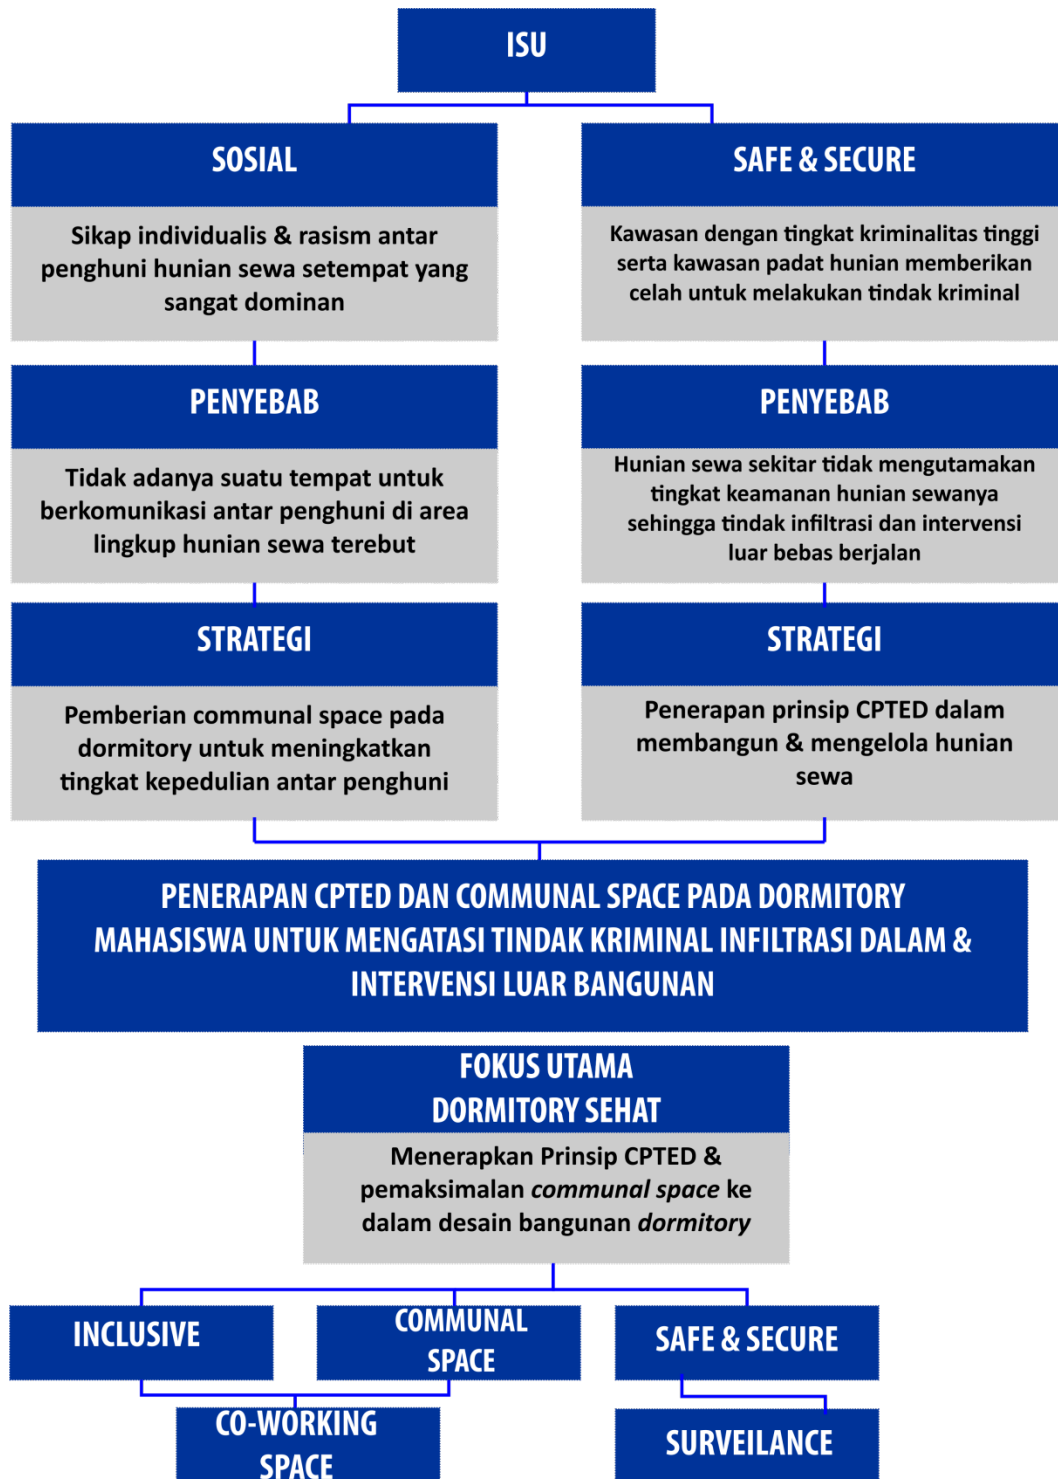 ISU
SOSIAL
Sikap individualis & rasism antar
penghuni hunian sewa setempat yang
sangat dominan
SAFE & SECURE
Kawasan dengan tingkat kriminalitas tinggi
serta kawasan padat hunian memberikan
celah untuk melakukan tindak kriminal
PENYEBAB
Tidak adanya suatu tempat untuk
berkomunikasi antar penghuni di area
lingkup hunian sewa terebut
PENYEBAB
Hunian sewa sekitar tidak mengutamakan
tingkat keamanan hunian sewanya
sehingga tindak infiltrasi dan intervensi
luar bebas berjalan
STRATEGI
Pemberian communal space pada
dormitory untuk meningkatkan
tingkat kepedulian antar penghuni
STRATEGI
Penerapan prinsip CPTED dalam
membangun & mengelola hunian
sewa
PENERAPAN CPTED DAN COMMUNAL SPACE PADA DORMITORY
MAHASISWA UNTUK MENGATASI TINDAK KRIMINAL INFILTRASI DALAM &
INTERVENSI LUAR BANGUNAN
FOKUS UTAMA
DORMITORY SEHAT
Menerapkan Prinsip CPTED &
pemaksimalan communal space ke
dalam desain bangunan dormitory
INCLUSIVE
COMMUNAL
SPACE
SAFE & SECURE
CO-WORKING
SPACE
SURVEILANCE